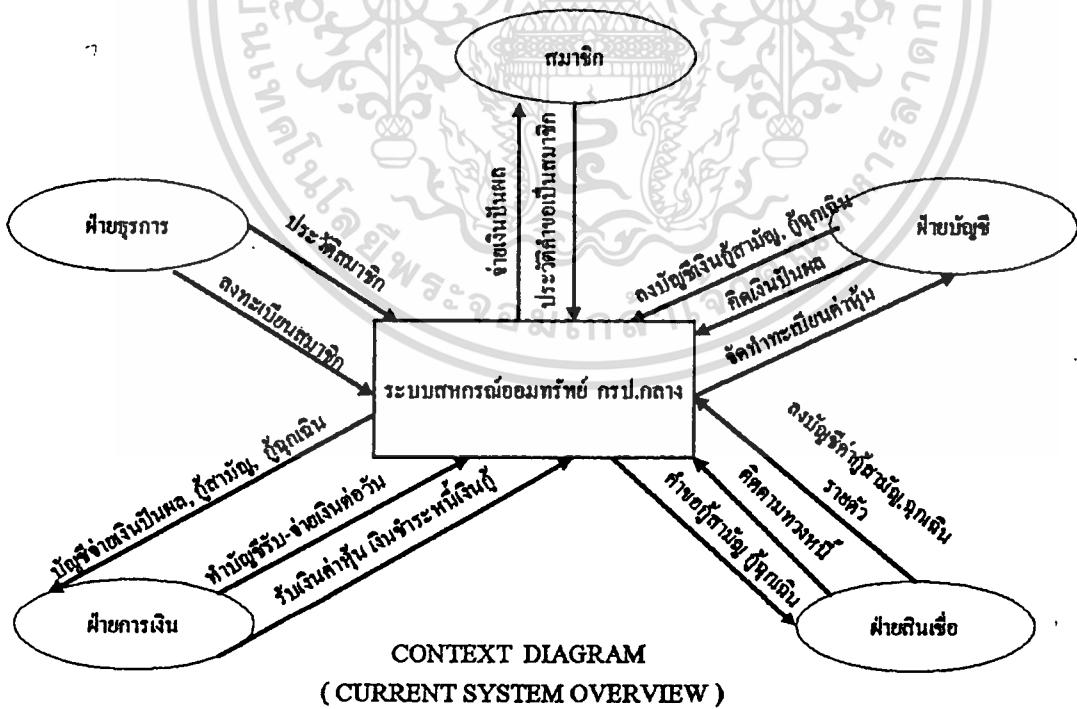 สมาชิก
จ่ายเงินปันผล
ประวัติคำขอเป็นสมาชิก
ฝ่ายธุรการ
ประวัติสมาชิก
ลงทะเบียนสมาชิก
ฝ่ายบัญชี
ลงบัญชีเงินกู้สามัญ, กู้ฉุกเฉิน
คิดเงินปันผล
จัดทำทะเบียนค่าหุ้น
ระบบสหกรณ์ออมทรัพย์ กรป.กลาง
บัญชีจ่ายเงินปันผล, กู้สามัญ, กู้ฉุกเฉิน
ทำบัญชีรับ-จ่ายเงินต่อวัน
รับเงินค่าหุ้น เงินชำระหนี้เงินกู้
คำขอกู้สามัญ กู้ฉุกเฉิน
ติดตามทวงหนี้
ลงบัญชีค่ากู้สามัญ,ฉุกเฉิน
รายตัว
ฝ่ายการเงิน
ฝ่ายสินเชื่อ
CONTEXT DIAGRAM
( CURRENT SYSTEM OVERVIEW )